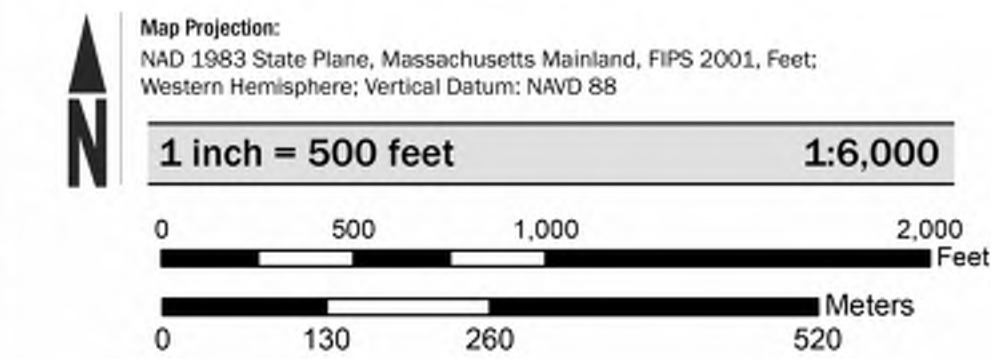 N
Map Projection:
NAD 1983 State Plane, Massachusetts Mainland, FIPS 2001, Feet;
Western Hemisphere; Vertical Datum: NAVD 88
1 inch = 500 feet 1:6,000
0 500 1,000 2,000
Feet
Meters
0 130 260 520